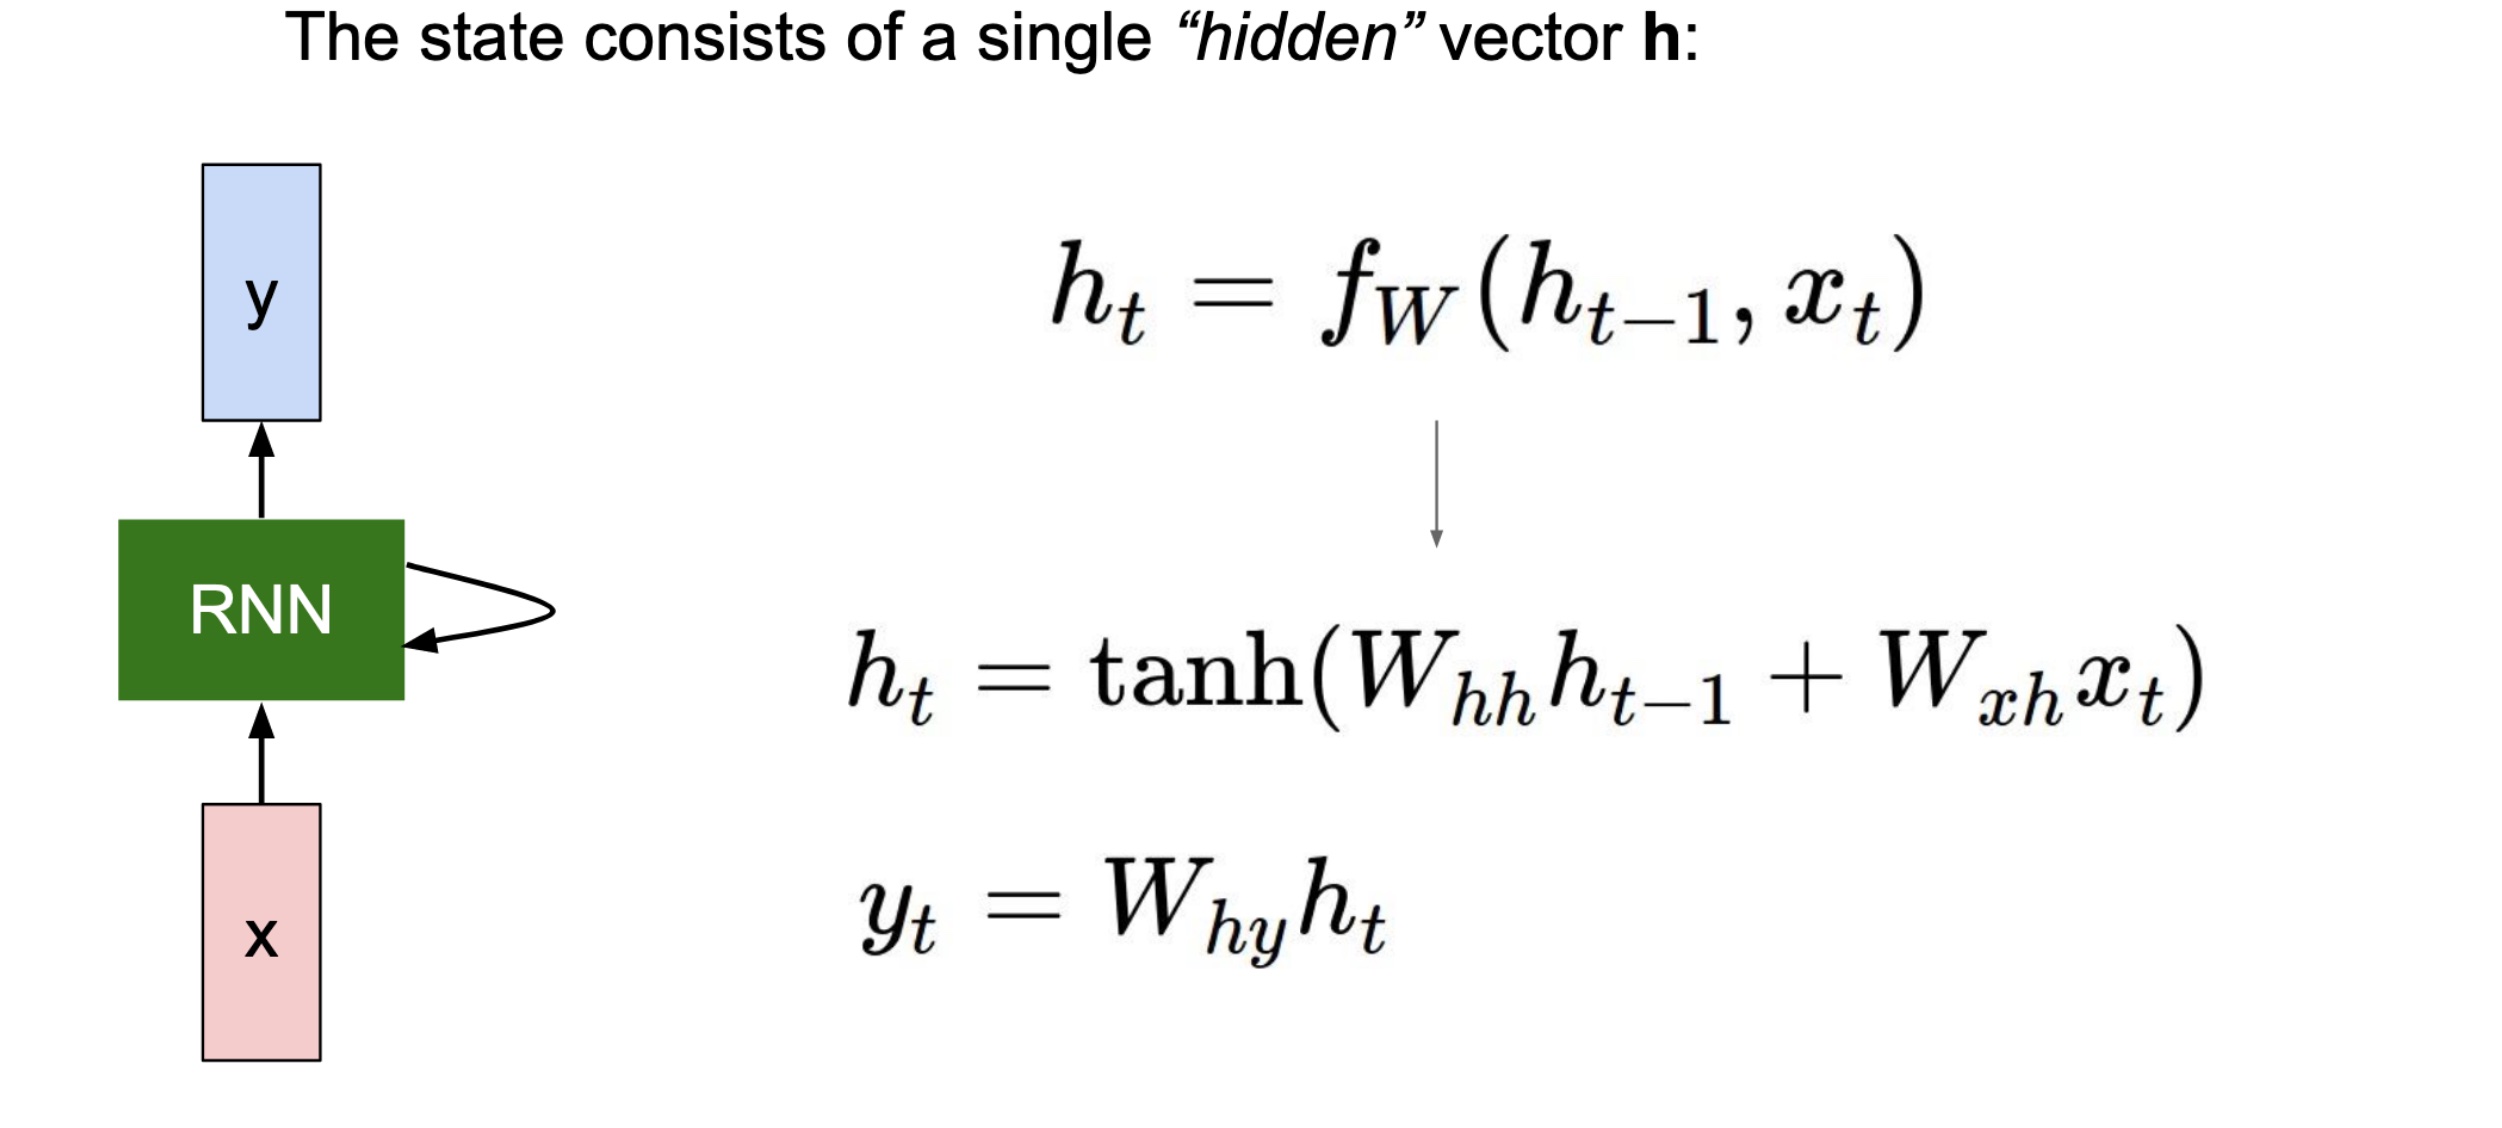 The state consists of a single “hidden” vector h:
y
RNN
x
h_t = f_W(h_{t−1}, x_t)
h_t = tanh(W_{hh}h_{t−1} + W_{xh}x_t)
y_t = W_{hy}h_t